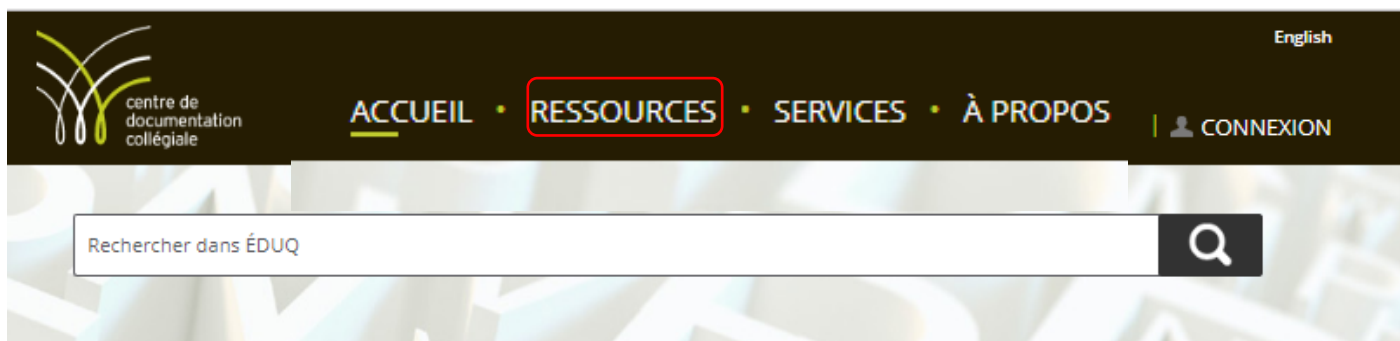 English
centre de
documentation
collégiale
ACCUEIL • RESSOURCES • SERVICES • À PROPOS | CONNEXION
Rechercher dans ÉDUQ